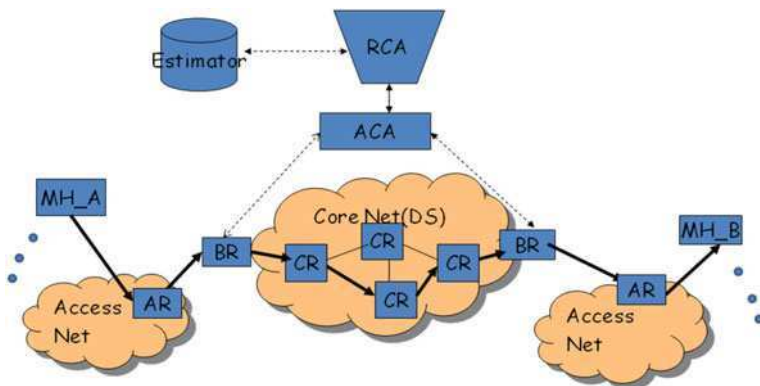 RCA
Estimator
ACA
MH_A
Core Net(DS)
MH_B
BR
CR
BR
CR
CR
CR
AR
AR
Access
Net
Access
Net